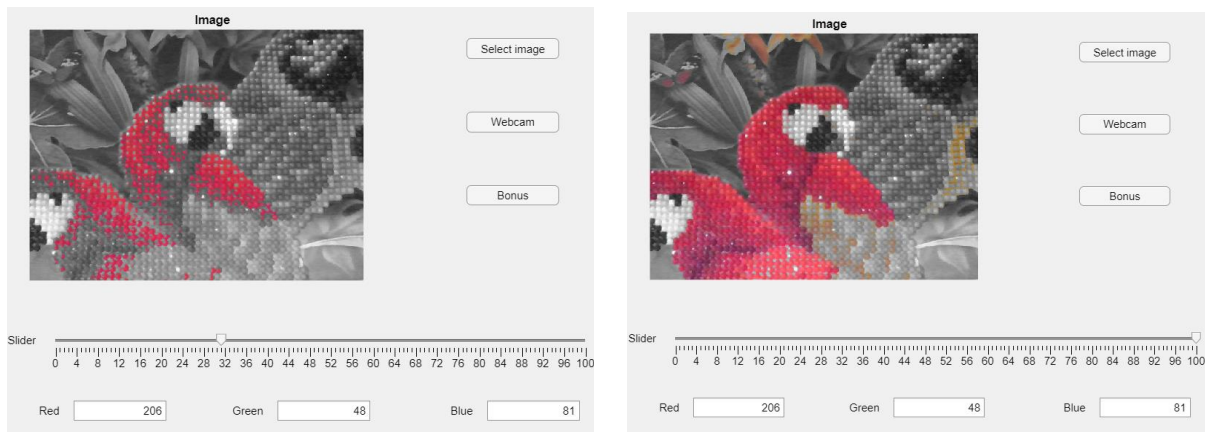 Image
Select image
Webcam
Bonus
Slider
0 4 8 12 16 20 24 28 32 36 40 44 48 52 56 60 64 68 72 76 80 84 88 92 96 100
Red 206 Green 48 Blue 81
Image
Select image
Webcam
Bonus
Slider
0 4 8 12 16 20 24 28 32 36 40 44 48 52 56 60 64 68 72 76 80 84 88 92 96 100
Red 206 Green 48 Blue 81